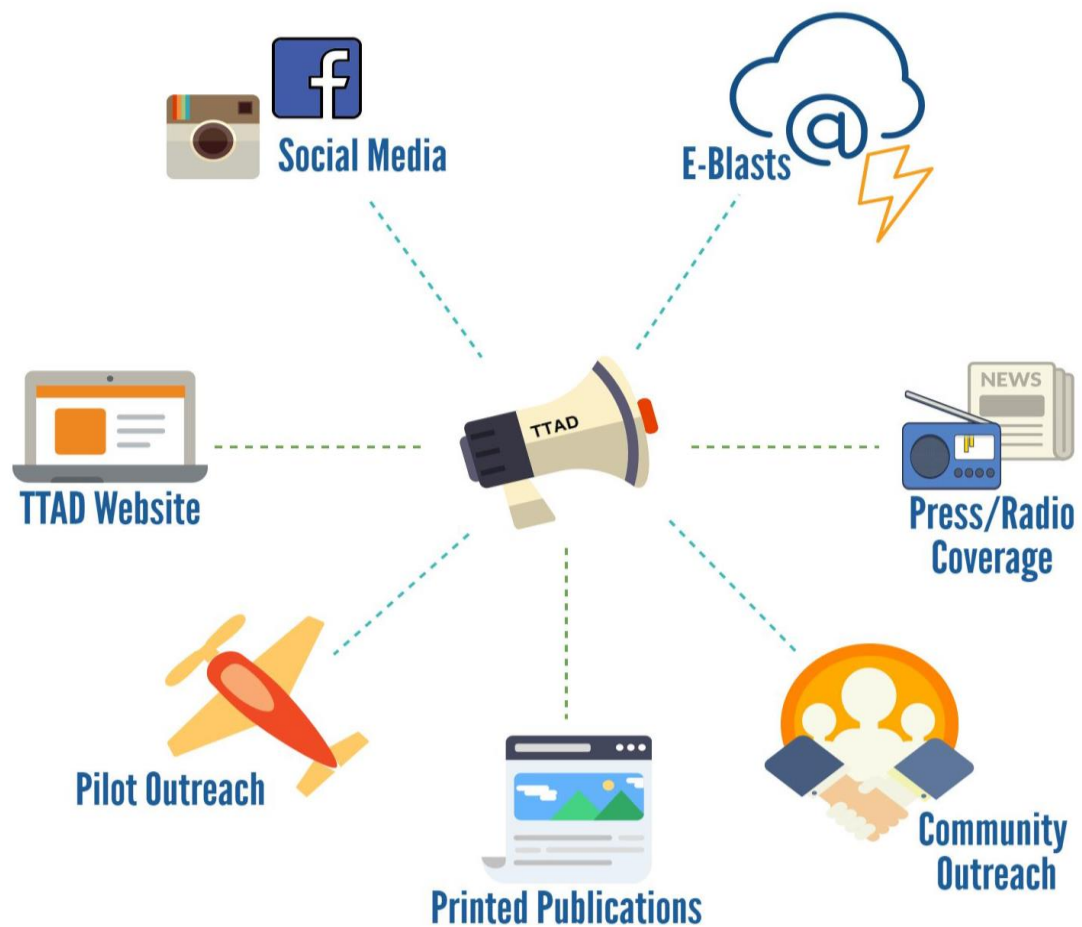 Social Media
E-Blasts
NEWS
TTAD
TTAD Website
Press/Radio
Coverage
Pilot Outreach
Community
Outreach
Printed Publications